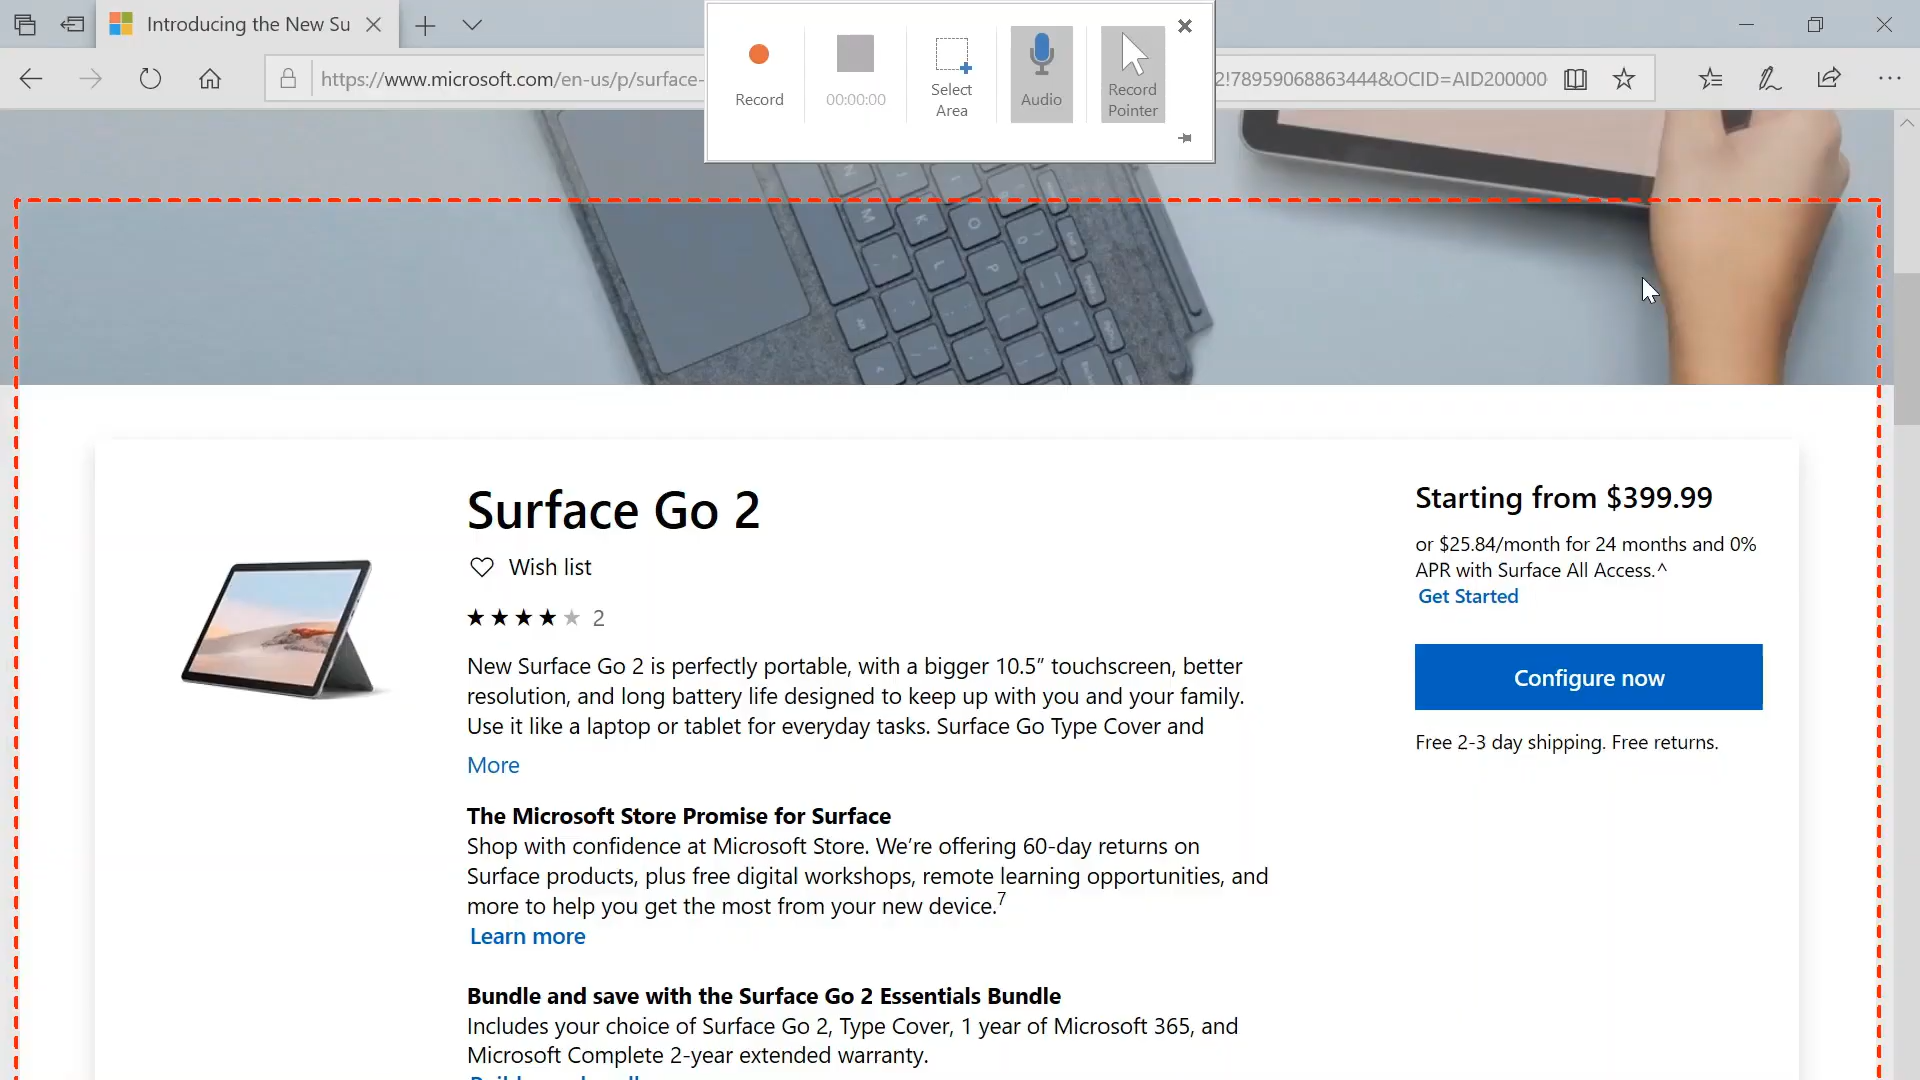 Introducing the New Su
https://www.microsoft.com/en-us/p/surface-
2!78959068863444&OCID=AID200000
Record
00:00:00
Select
Area
Audio
Record
Pointer
Surface Go 2
Wish list
2
New Surface Go 2 is perfectly portable, with a bigger 10.5” touchscreen, better
resolution, and long battery life designed to keep up with you and your family.
Use it like a laptop or tablet for everyday tasks. Surface Go Type Cover and
More
The Microsoft Store Promise for Surface
Shop with confidence at Microsoft Store. We’re offering 60-day returns on
Surface products, plus free digital workshops, remote learning opportunities, and
more to help you get the most from your new device.7
Learn more
Bundle and save with the Surface Go 2 Essentials Bundle
Includes your choice of Surface Go 2, Type Cover, 1 year of Microsoft 365, and
Microsoft Complete 2-year extended warranty.
Starting from $399.99
or $25.84/month for 24 months and 0%
APR with Surface All Access.^
Get Started
Configure now
Free 2-3 day shipping. Free returns.